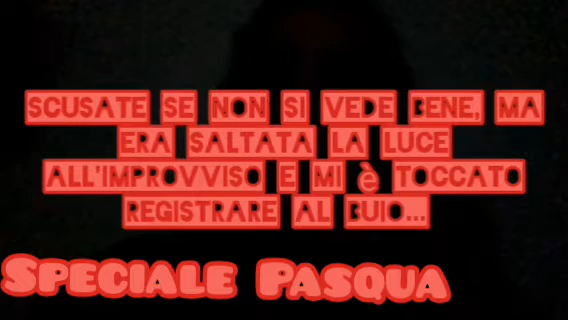 SCUSATE SE NON SI VEDE BENE, MA
ERA SALTATA LA LUCE
ALL'IMPROVVISO E MI è TOCCATO
REGISTRARE AL BUIO...
SPECIALE PASQUA